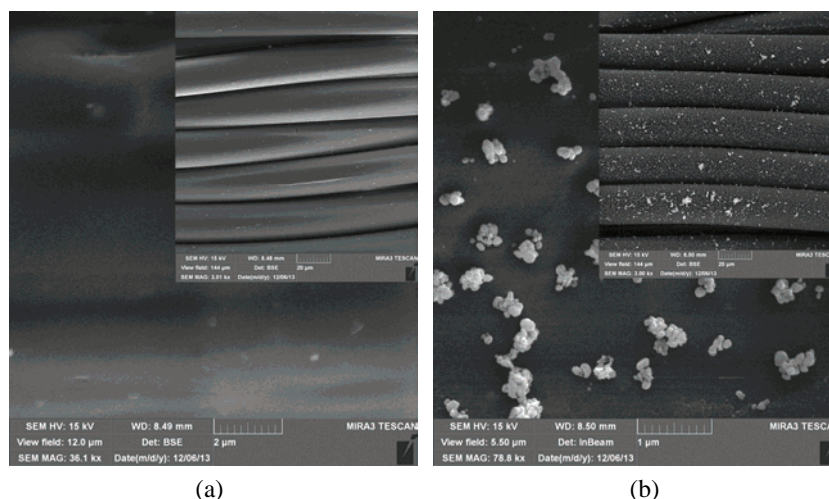 SEM HV: 15 kV WD: 8.48 mm MIRA3 TESCAN
View field: 144 µm Det: BSE 20 µm
SEM MAG: 3.01 kx Date(m/d/y): 12/06/13
SEM HV: 15 kV WD: 8.49 mm MIRA3 TESCAN
View field: 12.0 µm Det: BSE 2 µm
SEM MAG: 36.1 kx Date(m/d/y): 12/06/13
(a)
SEM HV: 15 kV WD: 8.50 mm MIRA3 TESC
View field: 144 µm Det: BSE 20 µm
SEM MAG: 3.00 kx Date(m/d/y): 12/06/13
SEM HV: 15 kV WD: 8.50 mm MIRA3 TESCAN
View field: 5.50 µm Det: InBeam 1 µm
SEM MAG: 78.8 kx Date(m/d/y): 12/06/13
(b)